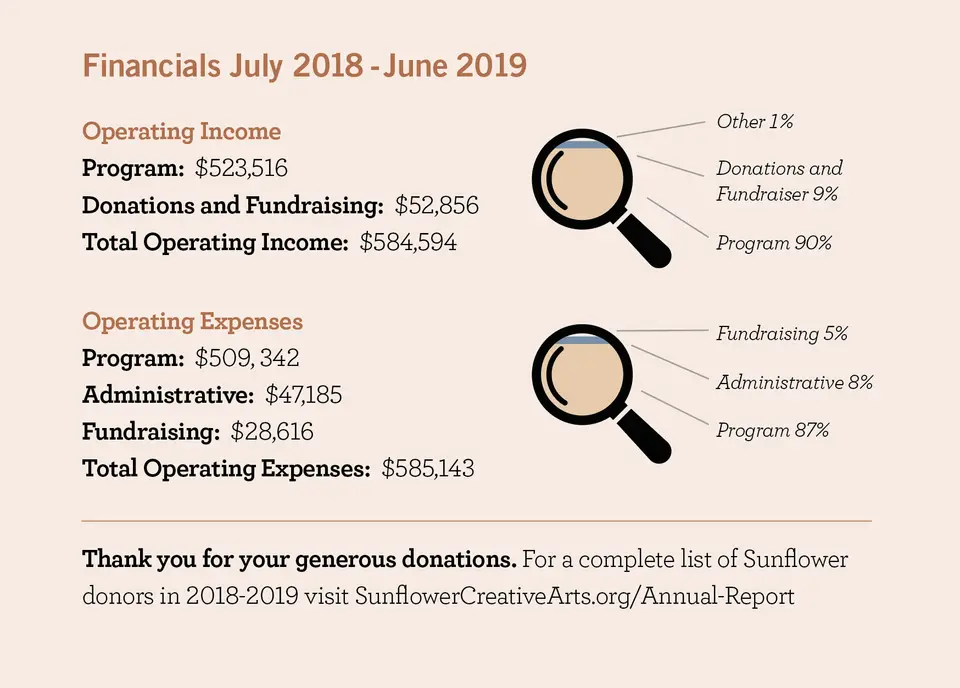 Financials July 2018 - June 2019
Operating Income
Program: $523,516
Donations and Fundraising: $52,856
Total Operating Income: $584,594
Other 1%
Donations and
Fundraiser 9%
Program 90%
Operating Expenses
Program: $509, 342
Administrative: $47,185
Fundraising: $28,616
Total Operating Expenses: $585,143
Fundraising 5%
Administrative 8%
Program 87%
Thank you for your generous donations. For a complete list of Sunflower
donors in 2018-2019 visit SunflowerCreativeArts.org/Annual-Report